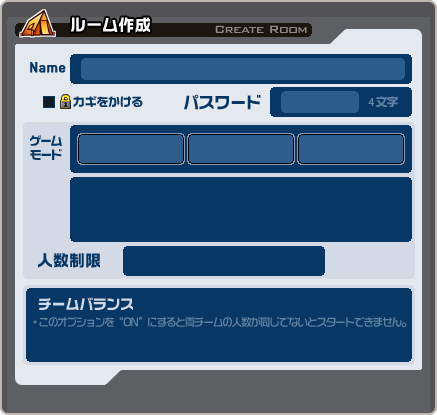 ルーム作成 CREATE ROOM
Name
カギをかける パスワード 4文字
ゲーム
モード
人数制限
チームバランス
・このオプションを "ON" にすると両チームの人数が同じでないとスタートできません。